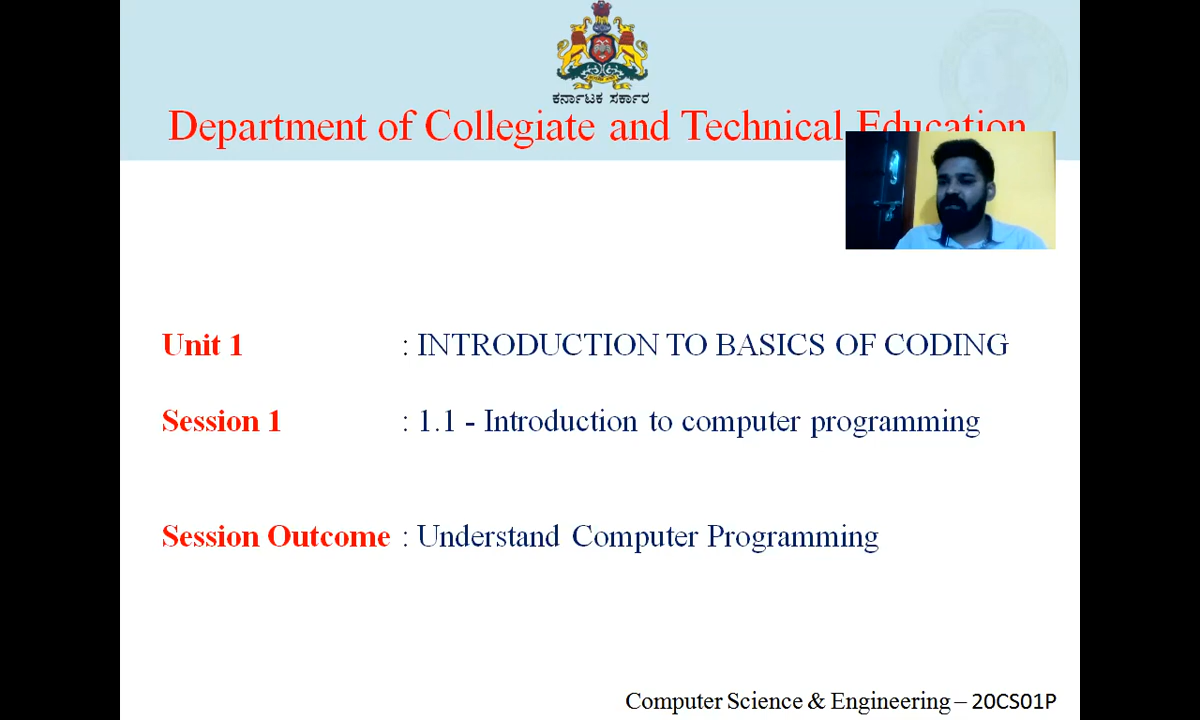 ಕರ್ನಾಟಕ ಸರ್ಕಾರ
Department of Collegiate and Technical Education
Unit 1 : INTRODUCTION TO BASICS OF CODING
Session 1 : 1.1 - Introduction to computer programming
Session Outcome : Understand Computer Programming
Computer Science & Engineering – 20CS01P